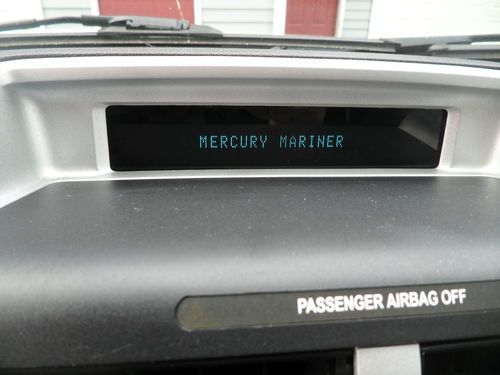 MERCURY MARINER
PASSENGER AIRBAG OFF